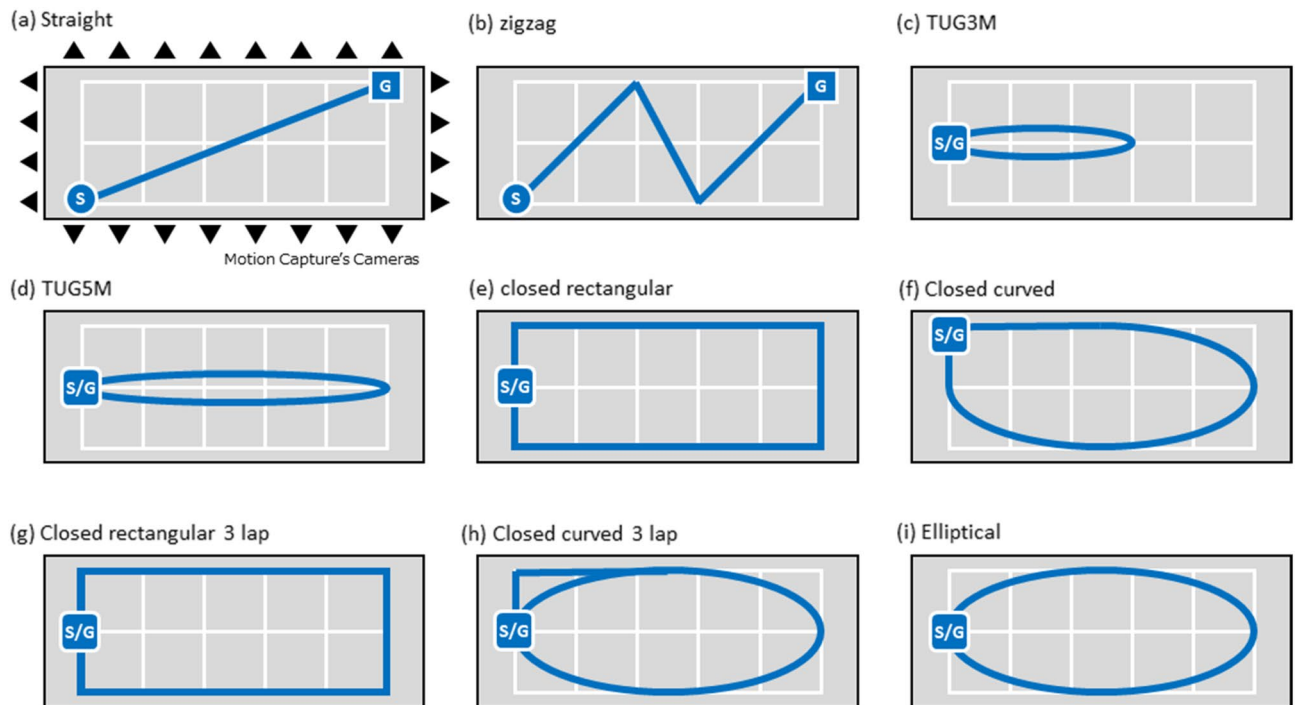 (a) Straight
(b) zigzag
(c) TUG3M
G
S
Motion Capture's Cameras
G
S
S/G
(d) TUG5M
(e) closed rectangular
(f) Closed curved
S/G
S/G
S/G
(g) Closed rectangular 3 lap
(h) Closed curved 3 lap
(i) Elliptical
S/G
S/G
S/G